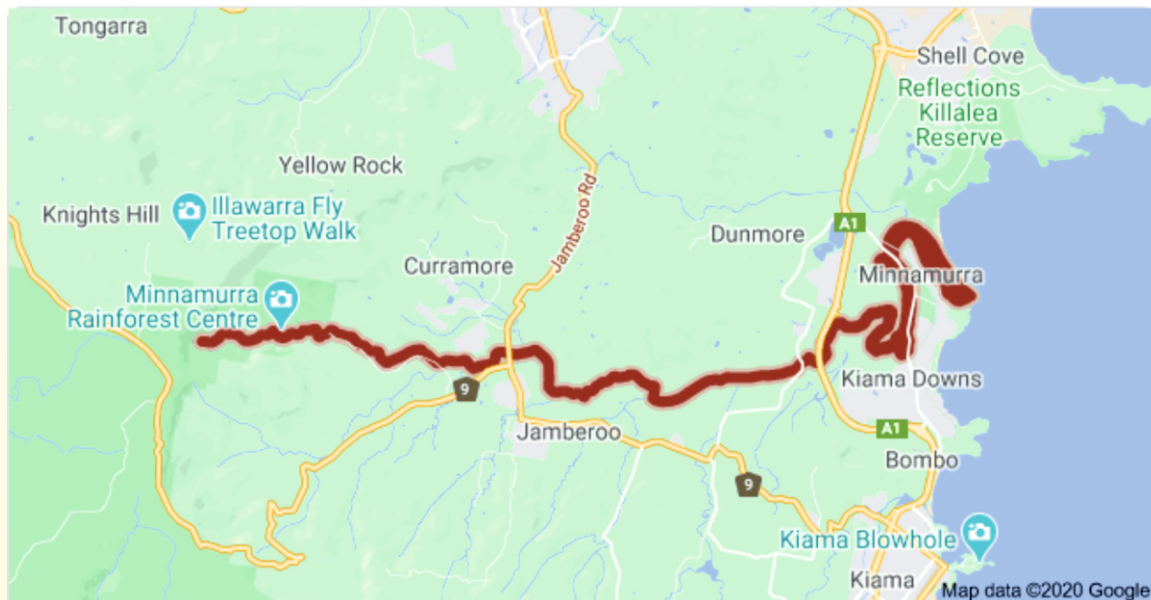 Tongarra
Shell Cove
Reflections
Killalea
Reserve
Yellow Rock
Jamberoo Rd
Knights Hill
Illawarra Fly
Treetop Walk
A1
Dunmore
Curramore
Minnamurra
Minnamurra
Rainforest Centre
Kiama Downs
9
A1
Jamberoo
Bombo
9
Kiama Blowhole
Kiama
Map data ©2020 Google